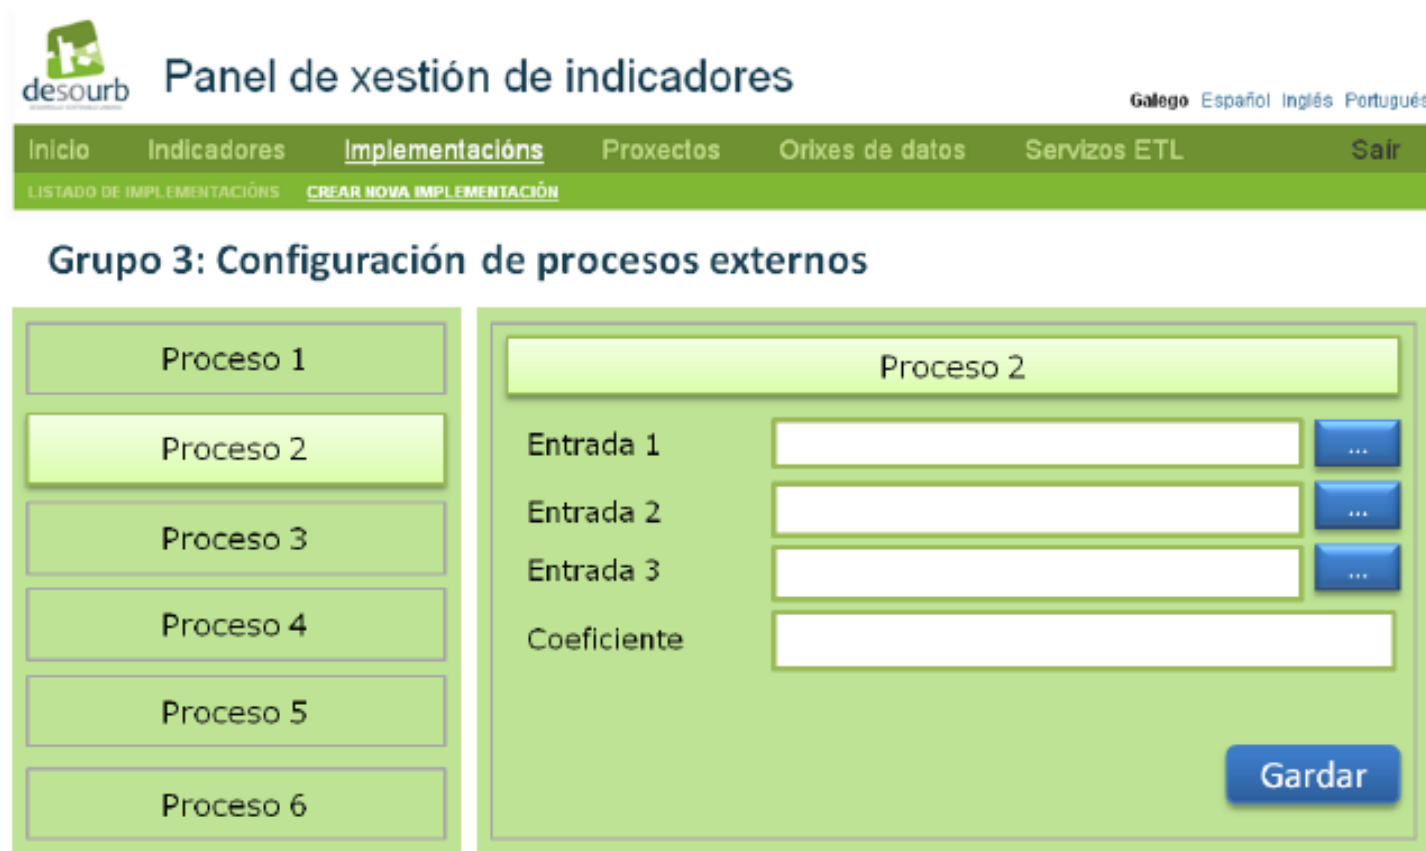 desourb
Panel de xestión de indicadores
Galego Español Inglés Portugués
Inicio Indicadores Implementacións Proxectos Orixes de datos Servizos ETL Sair
LISTADO DE IMPLEMENTACIÓNS CREAR NOVA IMPLEMENTACIÓN
Grupo 3: Configuración de procesos externos
Proceso 1
Proceso 2
Proceso 3
Proceso 4
Proceso 5
Proceso 6
Proceso 2
Entrada 1 ...
Entrada 2 ...
Entrada 3 ...
Coeficiente
Gardar